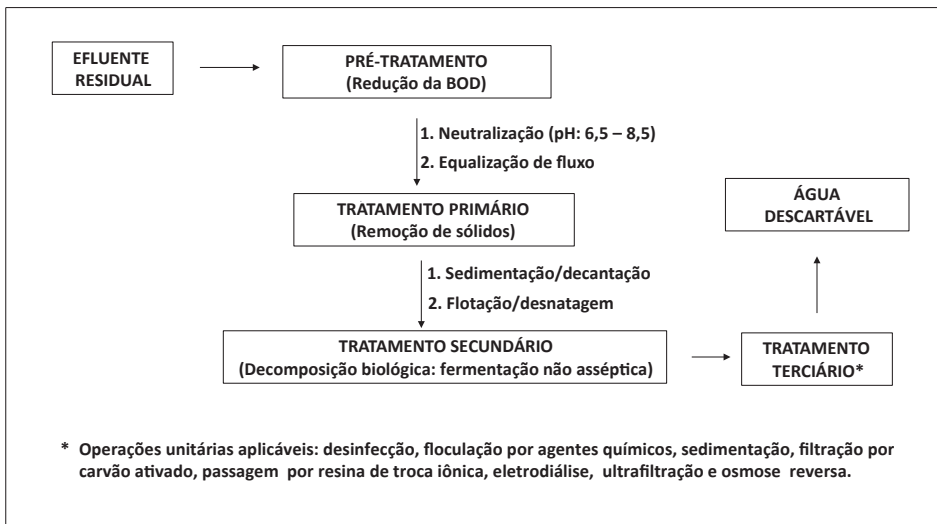 EFLUENTE
RESIDUAL
PRÉ-TRATAMENTO
(Redução da BOD)
1. Neutralização (pH: 6,5 – 8,5)
2. Equalização de fluxo
TRATAMENTO PRIMÁRIO
(Remoção de sólidos)
1. Sedimentação/decantação
2. Flotação/desnatagem
TRATAMENTO SECUNDÁRIO
(Decomposição biológica: fermentação não asséptica)
TRATAMENTO
TERCIÁRIO*
ÁGUA
DESCARTÁVEL
* Operações unitárias aplicáveis: desinfecção, floculação por agentes químicos, sedimentação, filtração por
carvão ativado, passagem por resina de troca iônica, eletrodiálise, ultrafiltração e osmose reversa.